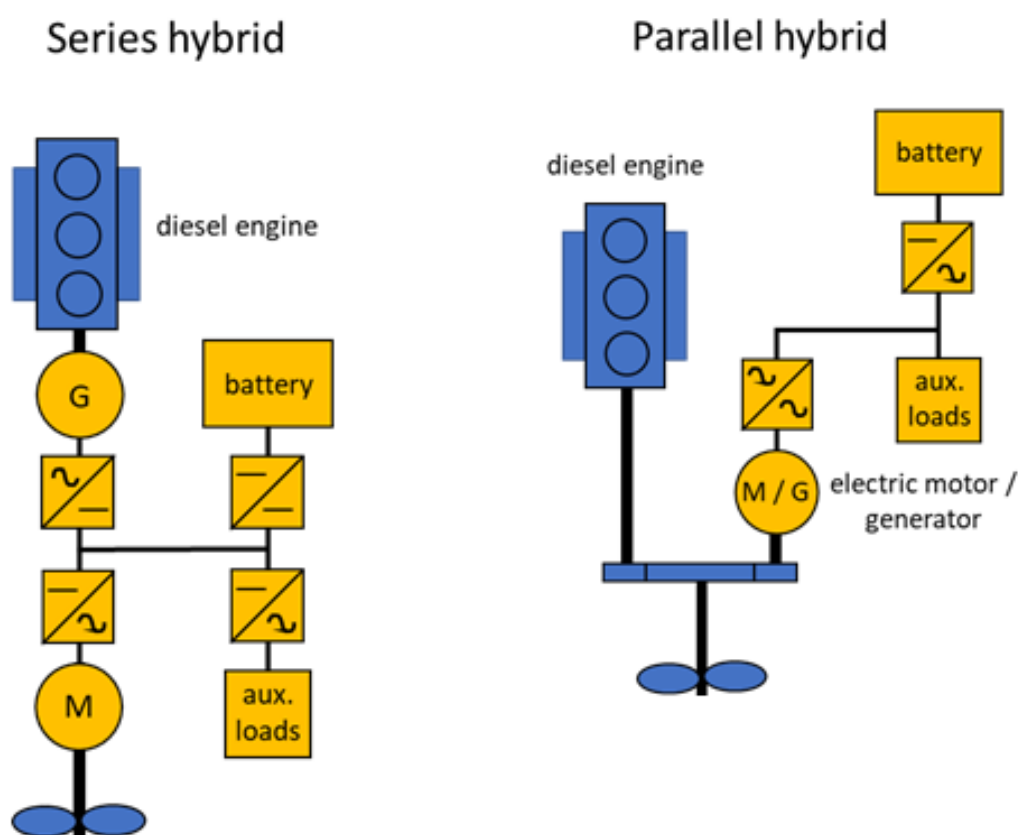 Series hybrid
diesel engine
G
battery
M
aux.
loads
Parallel hybrid
diesel engine
battery
aux.
loads
M / G
electric motor /
generator